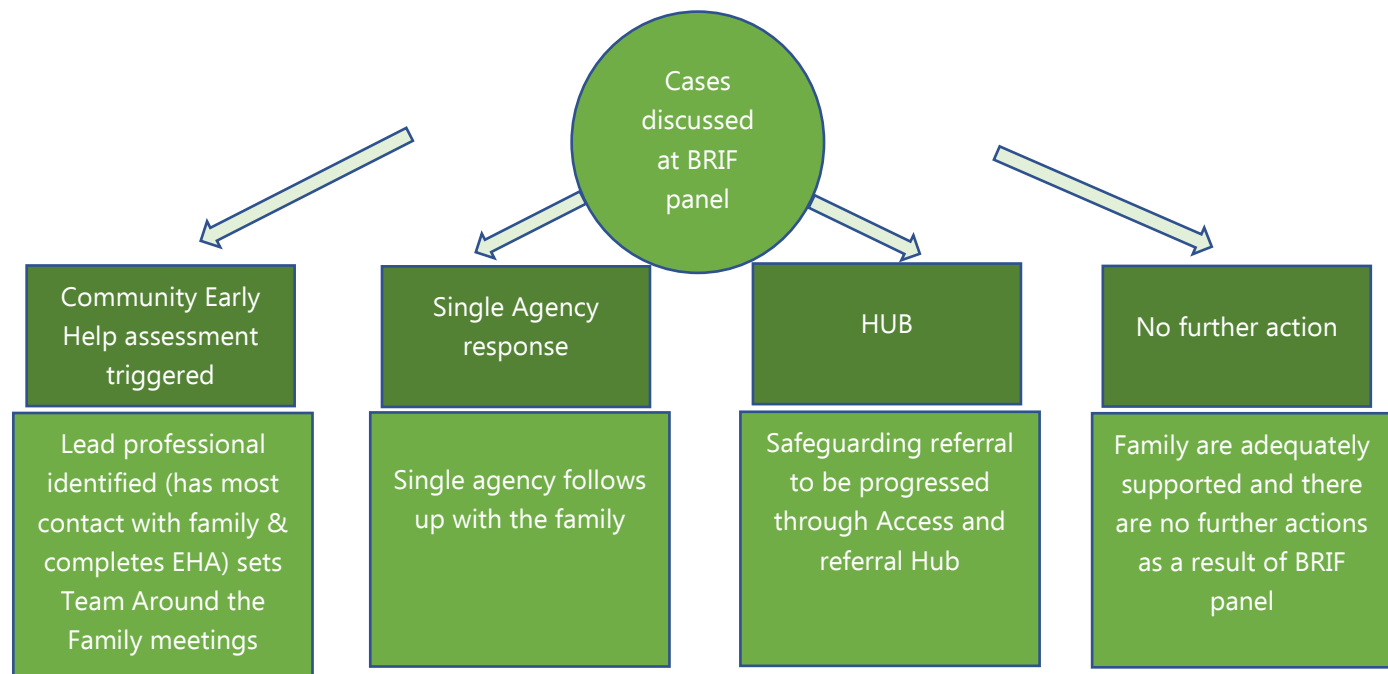 Cases
discussed
at BRIF
panel
Community Early
Help assessment
triggered
Lead professional
identified (has most
contact with family &
completes EHA) sets
Team Around the
Family meetings
Single Agency
response
Single agency follows
up with the family
HUB
Safeguarding referral
to be progressed
through Access and
referral Hub
No further action
Family are adequately
supported and there
are no further actions
as a result of BRIF
panel